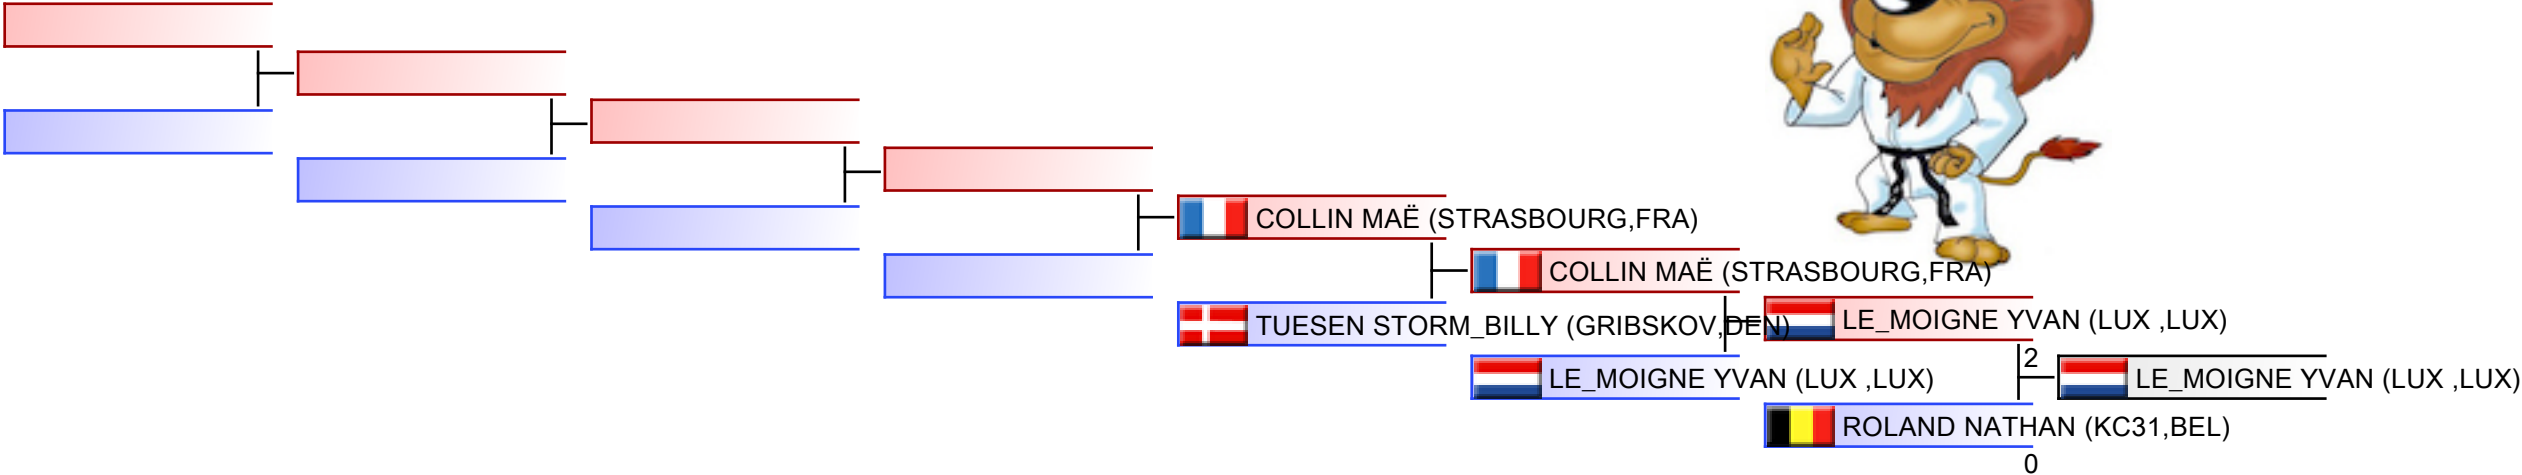 COLLIN MAË (STRASBOURG,FRA)
COLLIN MAË (STRASBOURG,FRA)
TUESEN STORM_BILLY (GRIBSKOV,DEN)
LE_MOIGNE YVAN (LUX ,LUX)
2
LE_MOIGNE YVAN (LUX ,LUX)
LE_MOIGNE YVAN (LUX ,LUX)
ROLAND NATHAN (KC31,BEL)
0